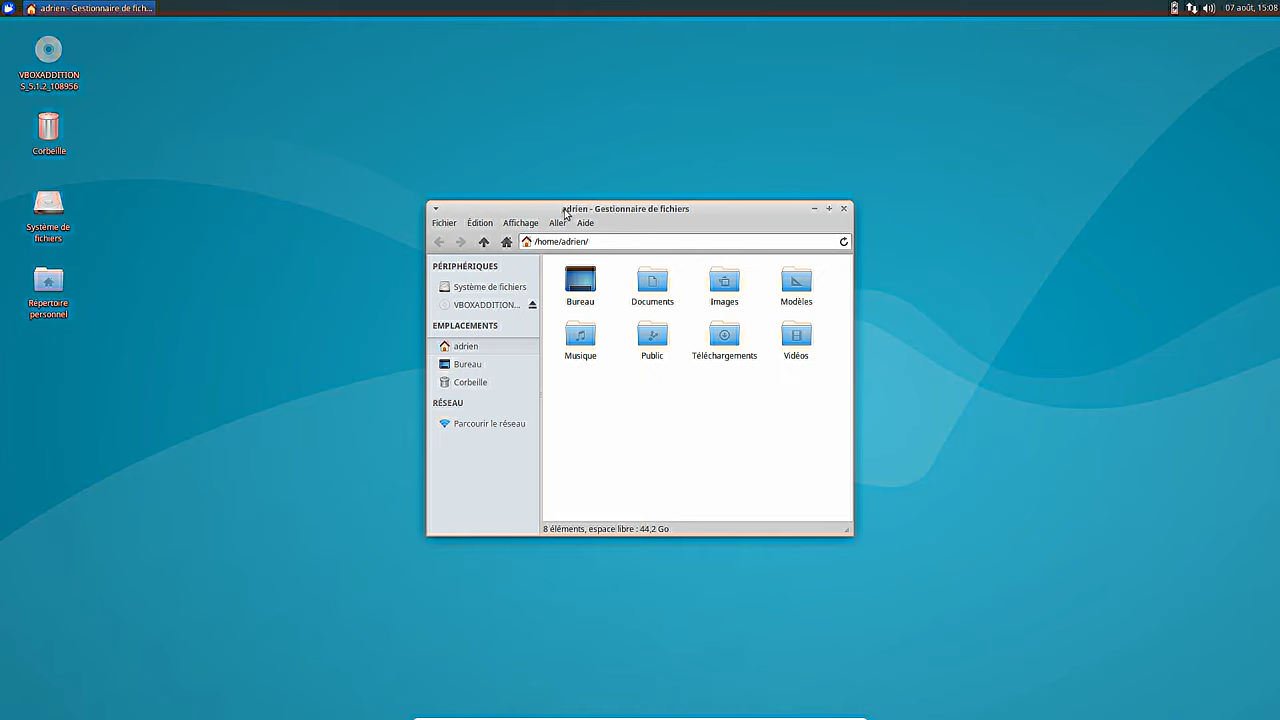 adrien - Gestionnaire de fich...
07 août, 15:08
VBOXADDITION
S_5.1.2_108956
Corbeille
Système de
fichiers
Répertoire
personnel
adrien - Gestionnaire de fichiers
Fichier Édition Affichage Aller Aide
/home/adrien/
PÉRIPHÉRIQUES
Système de fichiers
VBOXADDITION...
EMPLACEMENTS
adrien
Bureau
Corbeille
RÉSEAU
Parcourir le réseau
Bureau Documents Images Modèles
Musique Public Téléchargements Vidéos
8 éléments, espace libre : 44,2 Go